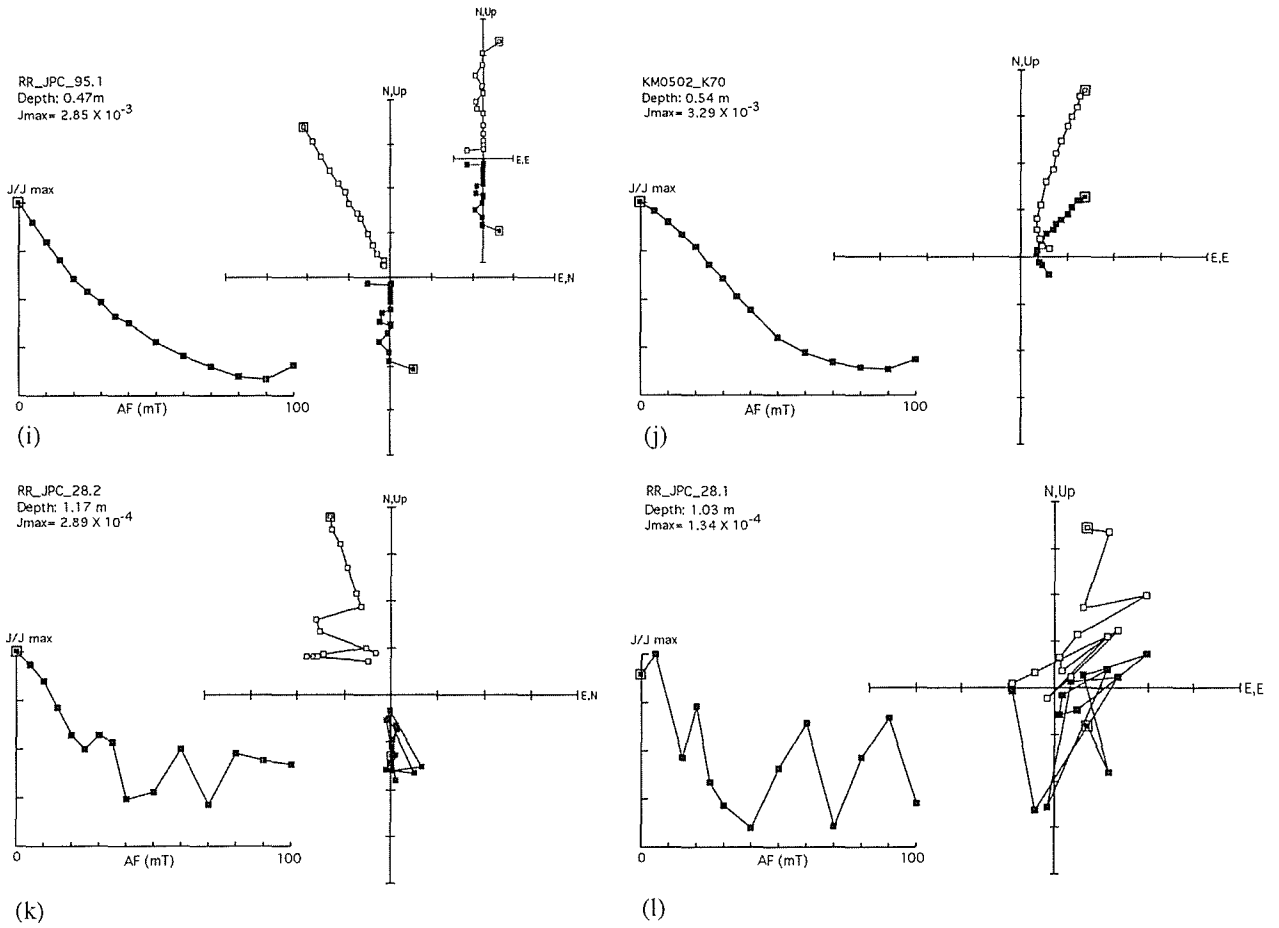 N,Up
RR_JPC_95.1
Depth: 0.47m
Jmax= 2.85 X 10-3
N,Up
E,E
J/J max
E,N
0
AF (mT)
100
(i)
N,Up
KM0502_K70
Depth: 0.54 m
Jmax= 3.29 X 10-3
J/J max
E,E
0
AF (mT)
100
(j)
RR_JPC_28.2
Depth: 1.17 m
Jmax= 2.89 X 10-4
N,Up
J/J max
E,N
0
AF (mT)
100
(k)
RR_JPC_28.1
Depth: 1.03 m
Jmax= 1.34 X 10-4
N,Up
J/J max
E,E
0
AF (mT)
100
(l)